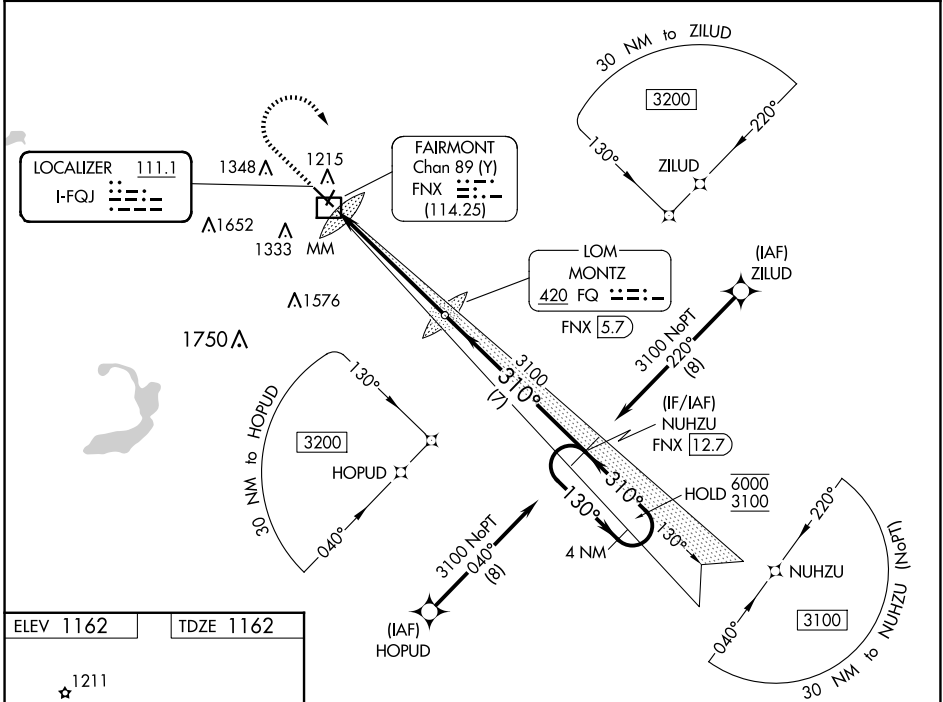 30 NM to ZILUD
3200
220°
130°
ZILUD
LOCALIZER 111.1
I-FQJ
1348
1215
FAIRMONT
Chan 89 (Y)
FNX
(114.25)
1652
1333
MM
LOM
MONTZ
420 FQ
FNX 5.7
(IAF)
ZILUD
1576
1750
3100 NoPT
220°
(8)
3100
310°
(7)
(IF/IAF)
NUHZU
FNX 12.7
30 NM to HOPUD
130°
3200
HOPUD
040°
310°
130°
HOLD 6000
3100
4 NM
130°
3100 NoPT
040°
(8)
(IAF)
HOPUD
220°
NUHZU
040°
3100
30 NM to NUHZU (NoPT)
ELEV 1162
TDZE 1162
1211